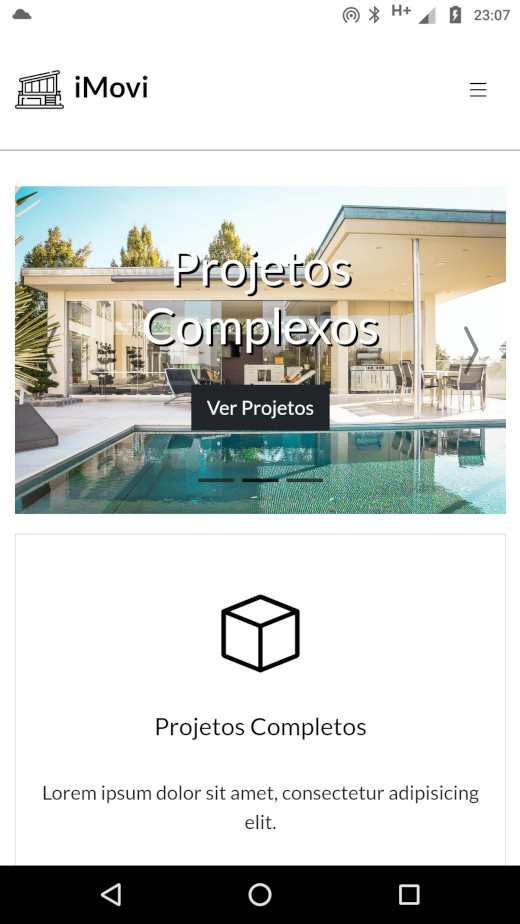 H+ 23:07
iMovi
Projetos
Complexos
Ver Projetos
Projetos Completos
Lorem ipsum dolor sit amet, consectetur adipisicing
elit.